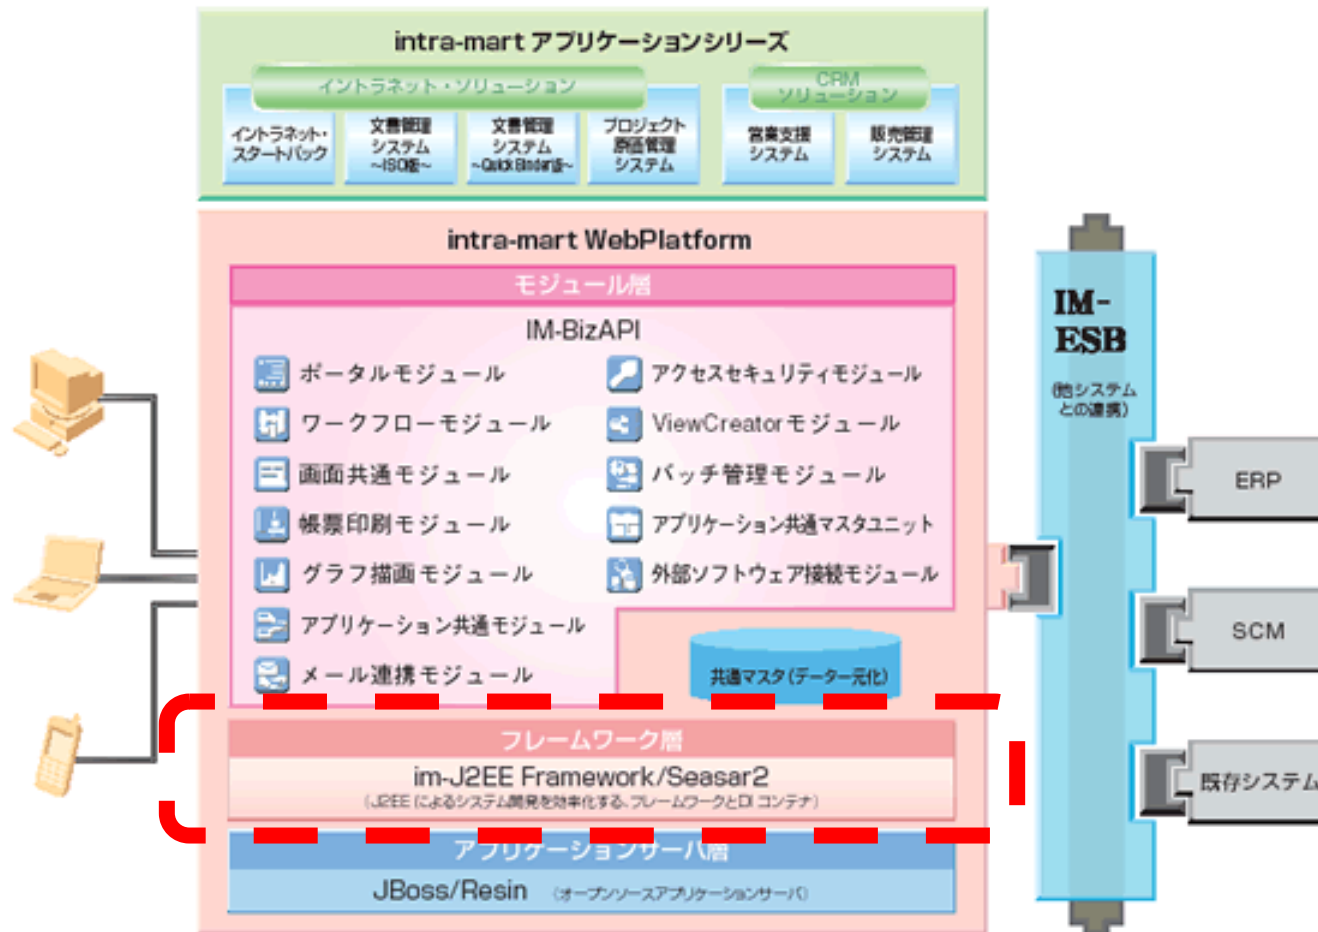 intra-mart アプリケーションシリーズ
イントラネット・ソリューション
CRM
ソリューション
イントラネット・
スタートパック
文書管理
システム
~ISO版~
文書管理
システム
~Quick Binder版~
プロジェクト
原価管理
システム
営業支援
システム
販売管理
システム
intra-mart WebPlatform
モジュール層
IM-BizAPI
ポータルモジュール
アクセスセキュリティモジュール
ワークフローモジュール
ViewCreatorモジュール
画面共通モジュール
バッチ管理モジュール
帳票印刷モジュール
アプリケーション共通マスタユニット
グラフ描画モジュール
外部ソフトウェア接続モジュール
アプリケーション共通モジュール
メール連携モジュール
共通マスタ(データ一元化)
フレームワーク層
im-J2EE Framework/Seasar2
(J2EEによるシステム開発を効率化する、フレームワークとDIコンテナ)
アプリケーションサーバ層
JBoss/Resin (オープンソースアプリケーションサーバ)
IM-
ESB
(他システム
との連携)
ERP
SCM
既存システム